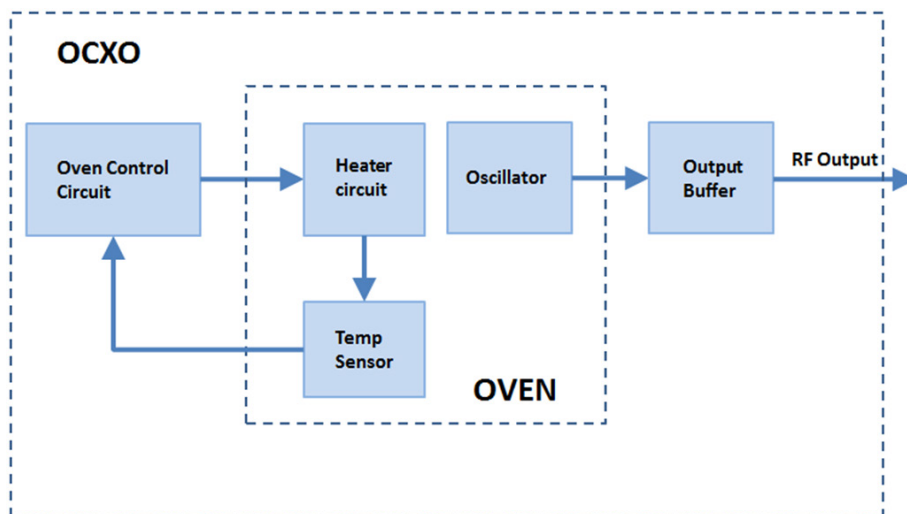 OCXO
Oven Control
Circuit
Heater
circuit
Oscillator
Output
Buffer
RF Output
Temp
Sensor
OVEN